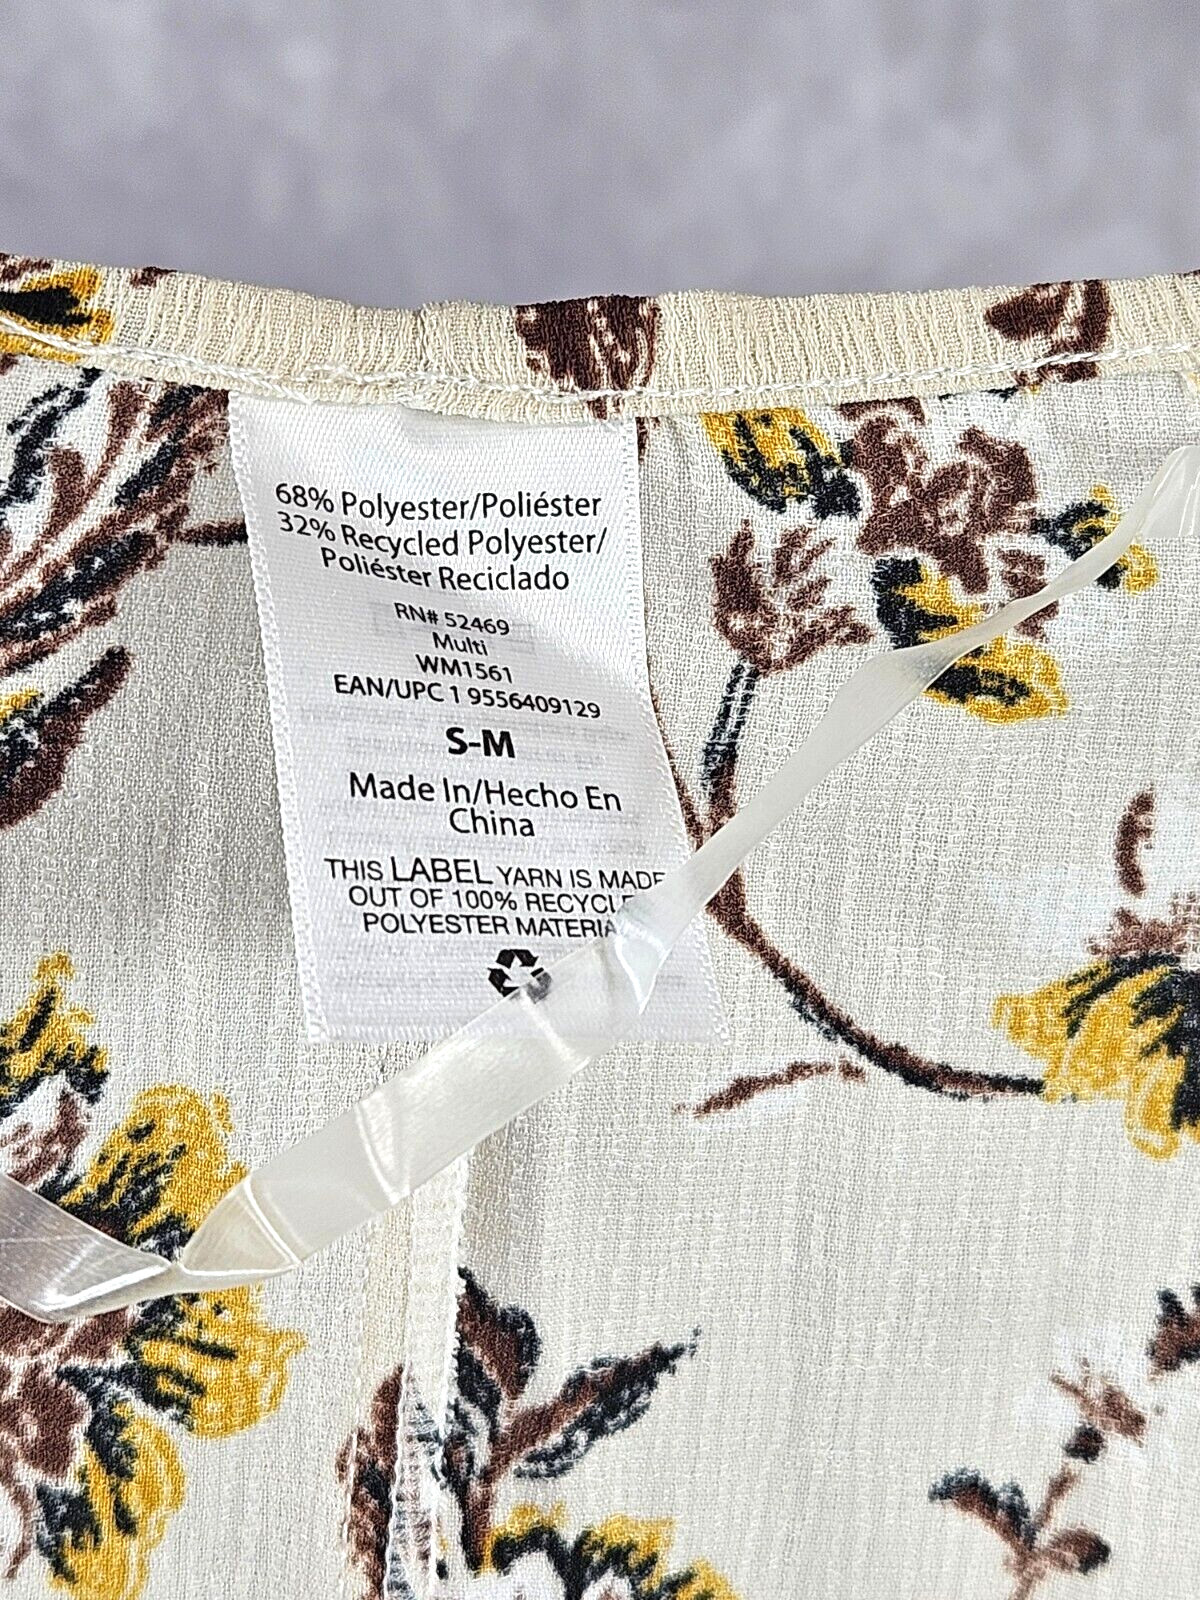 68% Polyester/Poliéster
32% Recycled Polyester/
Poliéster Reciclado
RN# 52469
Multi
WM1561
EAN/UPC 1 9556409129
S-M
Made In/Hecho En
China
THIS LABEL YARN IS MADE
OUT OF 100% RECYCLE
POLYESTER MATERIA